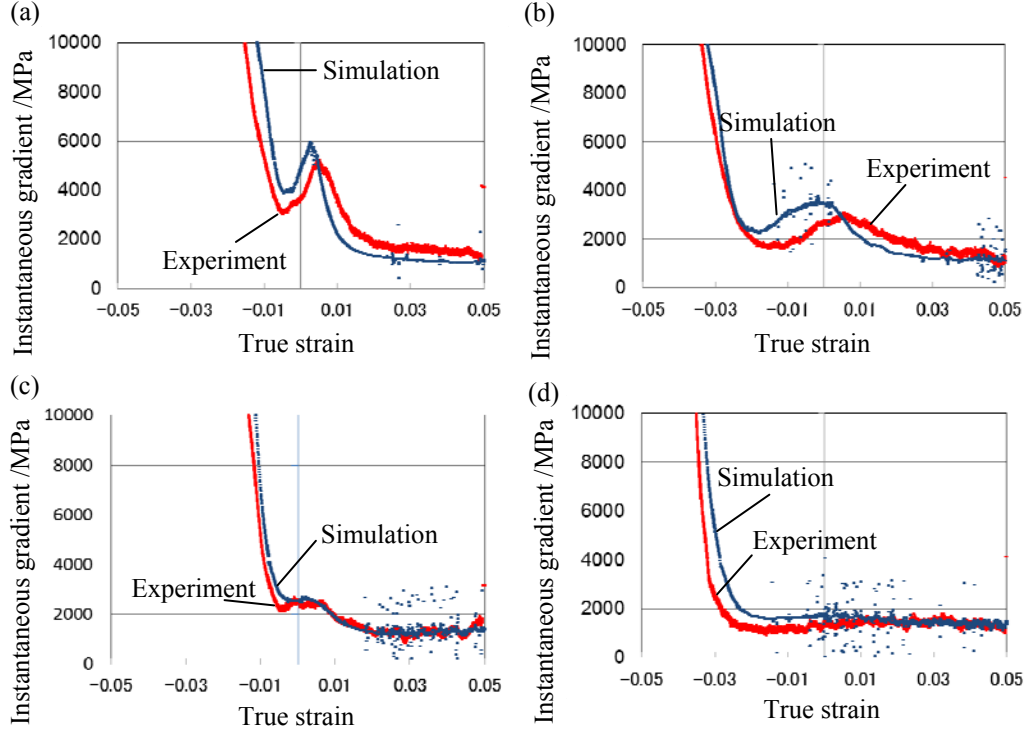 (a)
Instantaneous gradient /MPa
10000
8000
6000
4000
2000
0
Simulation
Experiment
−0.05 −0.03 −0.01 0.01 0.03 0.05
True strain
(b)
Instantaneous gradient /MPa
10000
8000
6000
4000
2000
0
Simulation
Experiment
−0.05 −0.03 −0.01 0.01 0.03 0.05
True strain
(c)
Instantaneous gradient /MPa
10000
8000
6000
4000
2000
0
Simulation
Experiment
−0.05 −0.03 −0.01 0.01 0.03 0.05
True strain
(d)
Instantaneous gradient /MPa
10000
8000
6000
4000
2000
0
Simulation
Experiment
−0.05 −0.03 −0.01 0.01 0.03 0.05
True strain